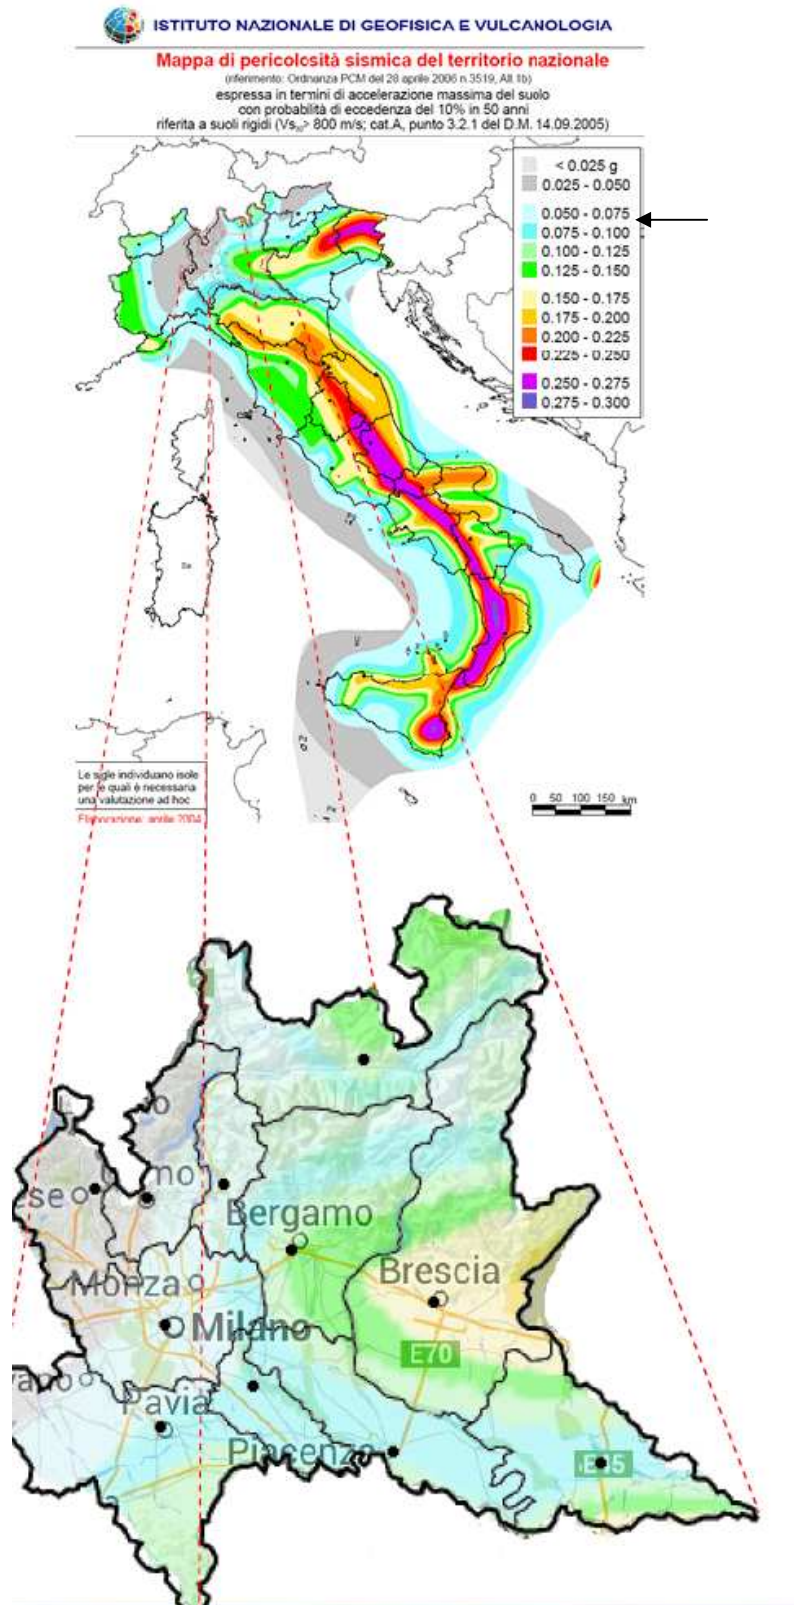 ISTITUTO NAZIONALE DI GEOFISICA E VULCANOLOGIA
Mappa di pericolosità sismica del territorio nazionale
(riferimento: Ordinanza PCM del 28 aprile 2006 n.3519, All.1b)
espressa in termini di accelerazione massima del suolo
con probabilità di eccedenza del 10% in 50 anni
riferita a suoli rigidi (Vs₃₀> 800 m/s; cat.A, punto 3.2.1 del D.M. 14.09.2005)
< 0.025 g
0.025 - 0.050
0.050 - 0.075
0.075 - 0.100
0.100 - 0.125
0.125 - 0.150
0.150 - 0.175
0.175 - 0.200
0.200 - 0.225
0.225 - 0.250
0.250 - 0.275
0.275 - 0.300
Le sigle individuano isole
per le quali è necessaria
una valutazione ad hoc
Elaborazione: aprile 2004
0 50 100 150 km
ese
mo
Bergamo
Monza
Brescia
Milano
E70
vano
Pavia
Piacenza